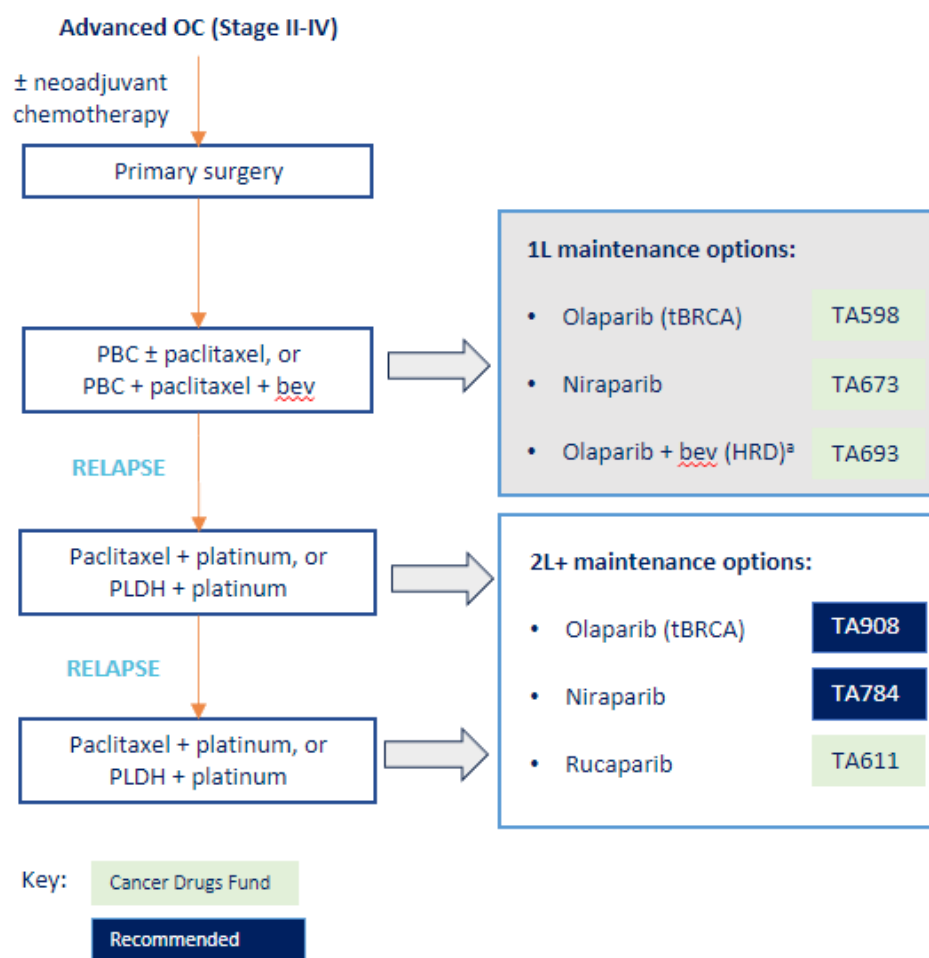 Advanced OC (Stage II-IV)
± neoadjuvant
chemotherapy
Primary surgery
PBC ± paclitaxel, or
PBC + paclitaxel + bev
1L maintenance options:
• Olaparib (tBRCA) TA598
• Niraparib TA673
• Olaparib + bev (HRD)ᵃ TA693
RELAPSE
Paclitaxel + platinum, or
PLDH + platinum
2L+ maintenance options:
• Olaparib (tBRCA) TA908
• Niraparib TA784
• Rucaparib TA611
RELAPSE
Paclitaxel + platinum, or
PLDH + platinum
Key: Cancer Drugs Fund
Recommended